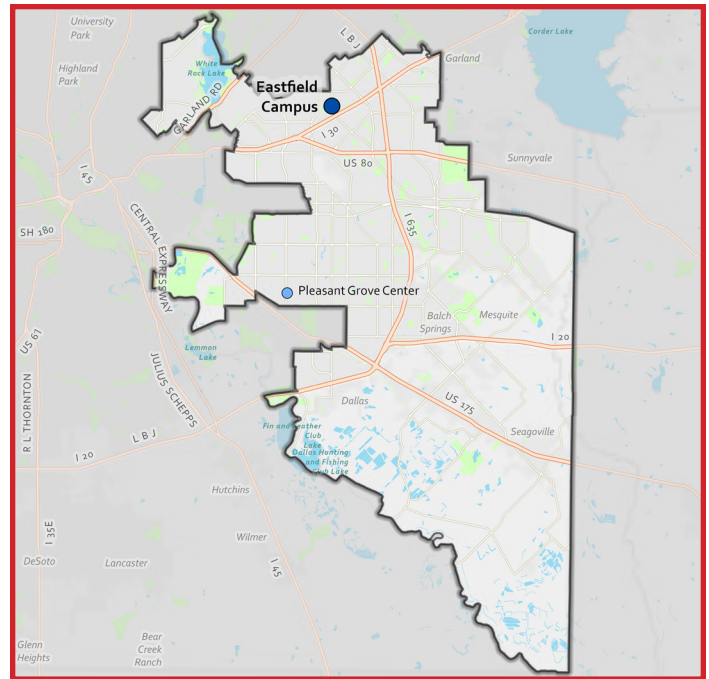 University
Park
Highland
Park
White
Rock Lake
GARLAND RD
L B J
Garland
Corder Lake
Eastfield
Campus
I 30
US 80
Sunnyvale
I 45
CENTRAL EXPRESSWAY
SH 180
I 635
Pleasant Grove Center
Balch
Springs
Mesquite
I 20
US 67
Lemmon
Lake
JULIUS SCHEPPS
R L THORNTON
Dallas
US 175
Seagoville
I 20
L B J
Fin and Feather
Club
Lake
Dallas Hunting
and Fishing
Club Lake
Hutchins
Wilmer
I 45
I 35E
DeSoto
Lancaster
Glenn
Heights
Bear
Creek
Ranch